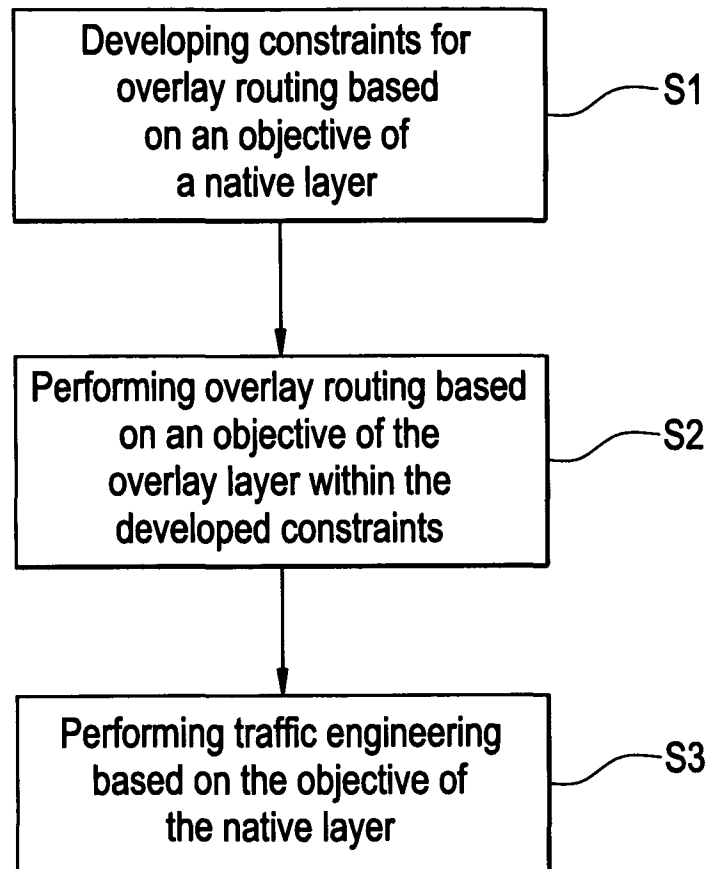 Developing constraints for
overlay routing based
on an objective of
a native layer
S1
Performing overlay routing based
on an objective of the
overlay layer within the
developed constraints
S2
Performing traffic engineering
based on the objective of
the native layer
S3